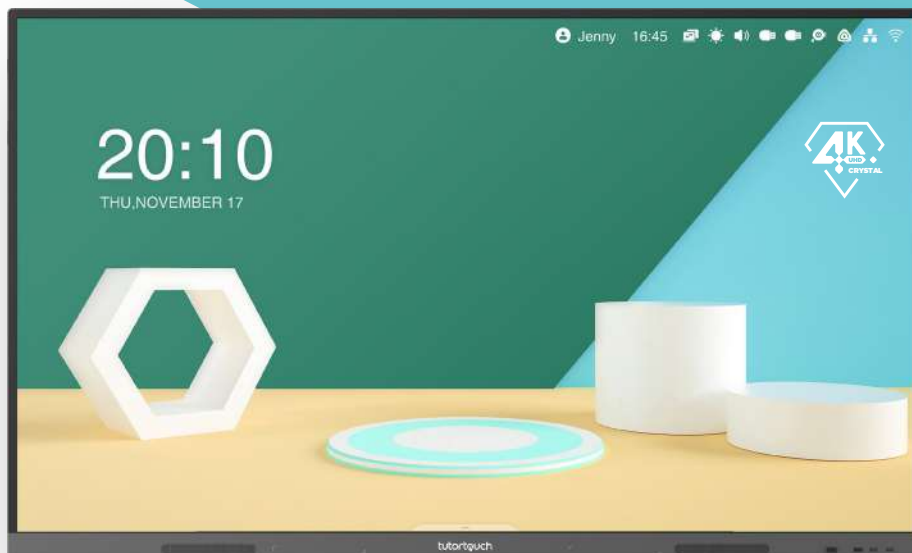 Jenny 16:45
4K
UHD
CRYSTAL
20:10
THU,NOVEMBER 17
tutortouch